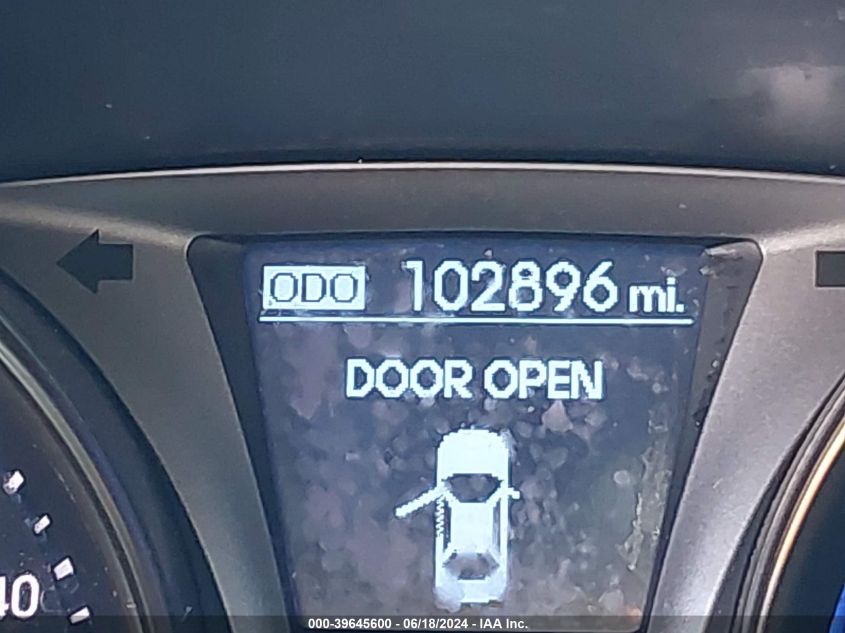 ODO 102896 mi.
DOOR OPEN
40
000-39645600 - 06/18/2024 - IAA Inc.